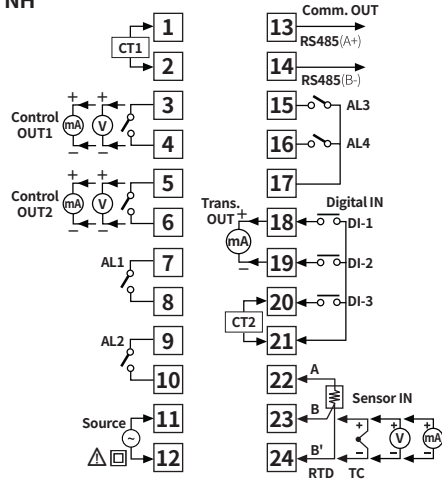 NH
CT1
1
2
Control
OUT1
+ mA −
+ V −
3
4
Control
OUT2
+ mA −
+ V −
5
6
AL1
7
8
AL2
9
10
Source
~
11
12
13
Comm. OUT
RS485(A+)
14
RS485(B-)
15
AL3
16
AL4
17
Trans.
OUT
+
mA
−
Digital IN
18
DI-1
19
DI-2
20
DI-3
CT2
21
22
A
Sensor IN
23
B
24
B'
+ −
+ V −
+ mA −
RTD TC